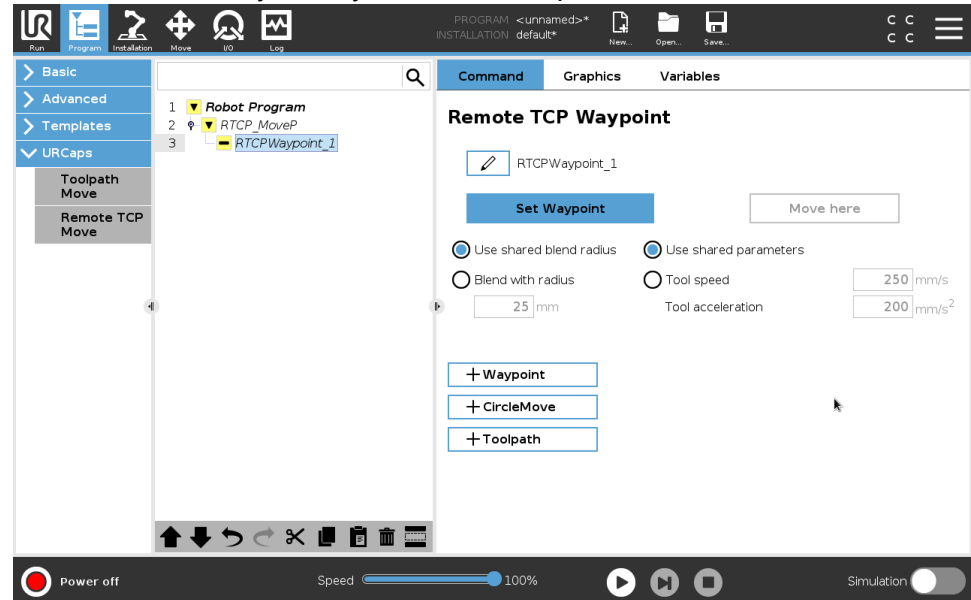 PROGRAM <unnamed>*
INSTALLATION default*
UR
Run
Program
Installation
Move
I/O
Log
New...
Open...
Save...
C C
C C
Basic
Advanced
Templates
URCaps
Toolpath
Move
Remote TCP
Move
1 Robot Program
2 RTCP_MoveP
3 RTCPWaypoint_1
Command Graphics Variables
Remote TCP Waypoint
RTCPWaypoint_1
Set Waypoint
Move here
Use shared blend radius
Use shared parameters
Blend with radius
Tool speed 250 mm/s
25 mm
Tool acceleration 200 mm/s²
+ Waypoint
+ CircleMove
+ Toolpath
Power off
Speed 100%
Simulation